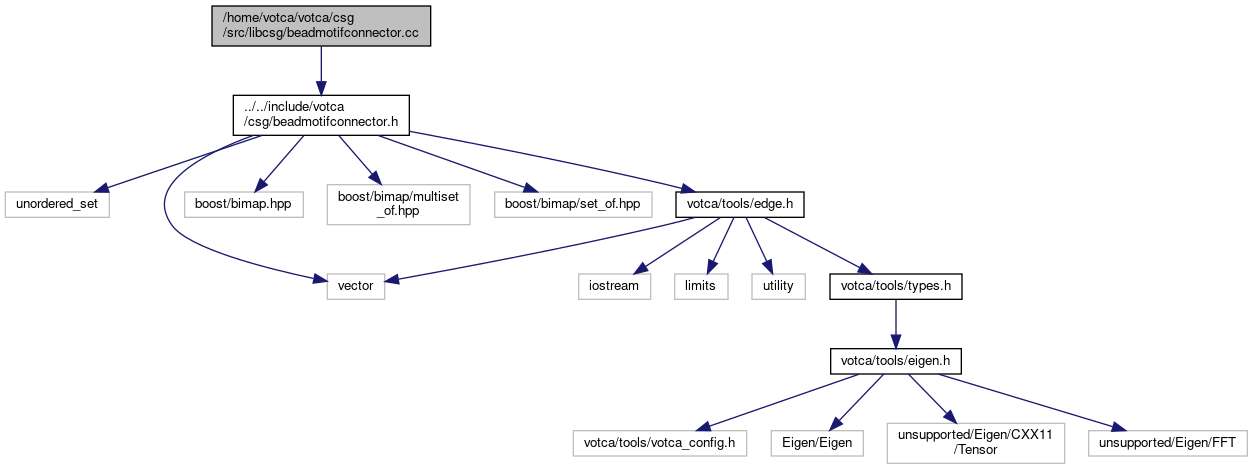 /home/votca/votca/csg
/src/libcsg/beadmotifconnector.cc
../../include/votca
/csg/beadmotifconnector.h
unordered_set
boost/bimap.hpp
boost/bimap/multiset
_of.hpp
boost/bimap/set_of.hpp
votca/tools/edge.h
vector
iostream
limits
utility
votca/tools/types.h
votca/tools/eigen.h
votca/tools/votca_config.h
Eigen/Eigen
unsupported/Eigen/CXX11
/Tensor
unsupported/Eigen/FFT